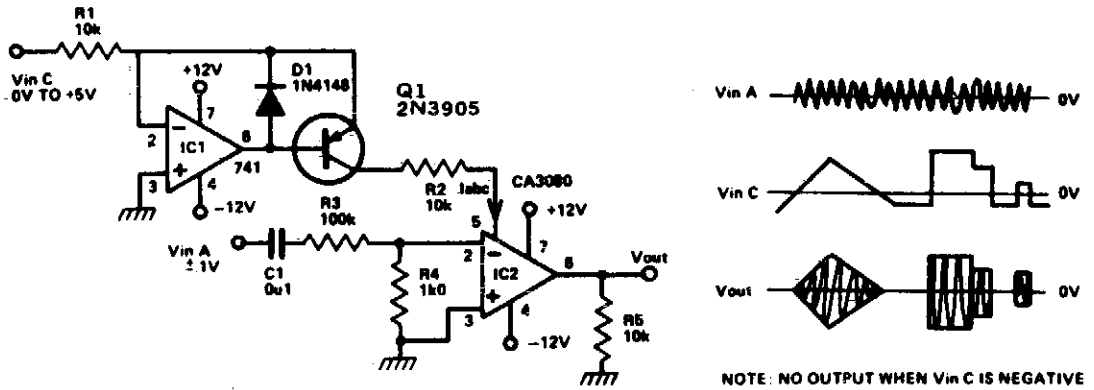 R1
10k
Vin C
0V TO +5V
+12V
7
2
−
IC1
+
3
6
741
4
−12V
D1
1N4148
Q1
2N3905
R2
10k
Iabc
CA3080
+12V
R3
100k
Vin A
± 1V
C1
0u1
R4
1k0
5
2
−
IC2
+
3
7
6
4
−12V
Vout
R5
10k
Vin A
0V
Vin C
0V
Vout
0V
NOTE: NO OUTPUT WHEN Vin C IS NEGATIVE